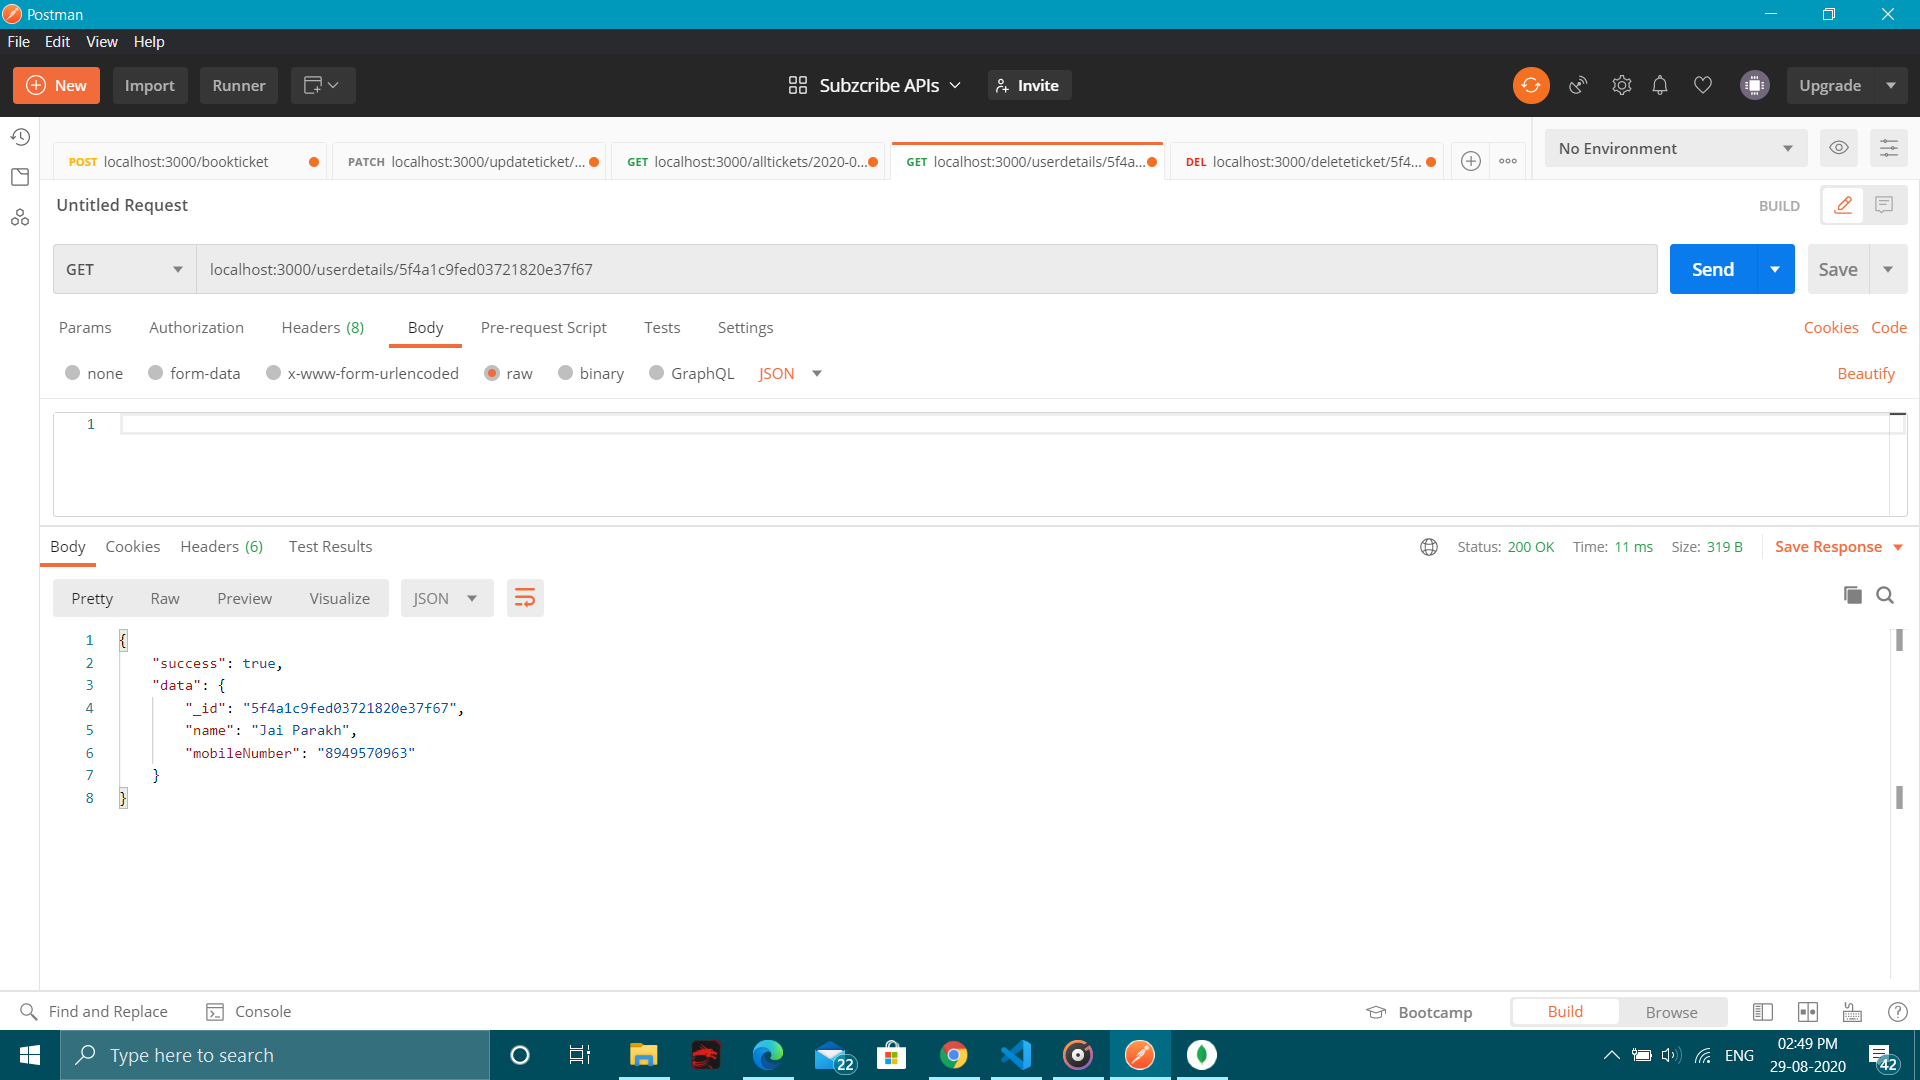 Postman
File Edit View Help
New Import Runner Subzcribe APIs Invite Upgrade
POST localhost:3000/bookticket PATCH localhost:3000/updateticket/... GET localhost:3000/alltickets/2020-0... GET localhost:3000/userdetails/5f4a... DEL localhost:3000/deleteticket/5f4... No Environment
Untitled Request BUILD
GET localhost:3000/userdetails/5f4a1c9fed03721820e37f67 Send Save
Params Authorization Headers (8) Body Pre-request Script Tests Settings Cookies Code
none form-data x-www-form-urlencoded raw binary GraphQL JSON Beautify
1
Body Cookies Headers (6) Test Results Status: 200 OK Time: 11 ms Size: 319 B Save Response
Pretty Raw Preview Visualize JSON
1 {
2 "success": true,
3 "data": {
4 "_id": "5f4a1c9fed03721820e37f67",
5 "name": "Jai Parakh",
6 "mobileNumber": "8949570963"
7 }
8 }
Find and Replace Console Bootcamp Build Browse
Type here to search 22 ENG 02:49 PM 42
29-08-2020